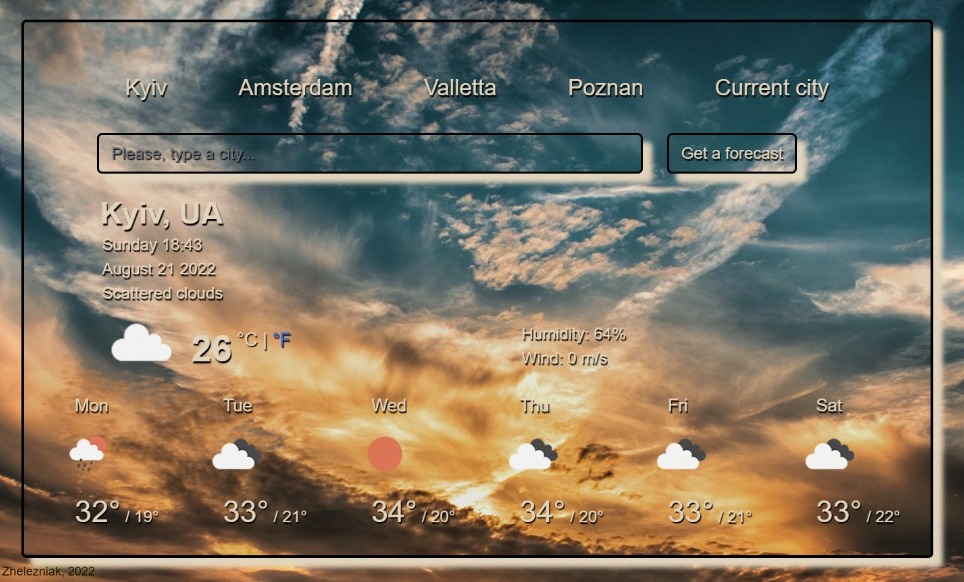 Kyiv Amsterdam Valletta Poznan Current city
Please, type a city... Get a forecast
Kyiv, UA
Sunday 18:43
August 21 2022
Scattered clouds
26 °C | °F
Humidity: 64%
Wind: 0 m/s
Mon Tue Wed Thu Fri Sat
32° / 19° 33° / 21° 34° / 20° 34° / 20° 33° / 21° 33° / 22°
Zhelezniak, 2022